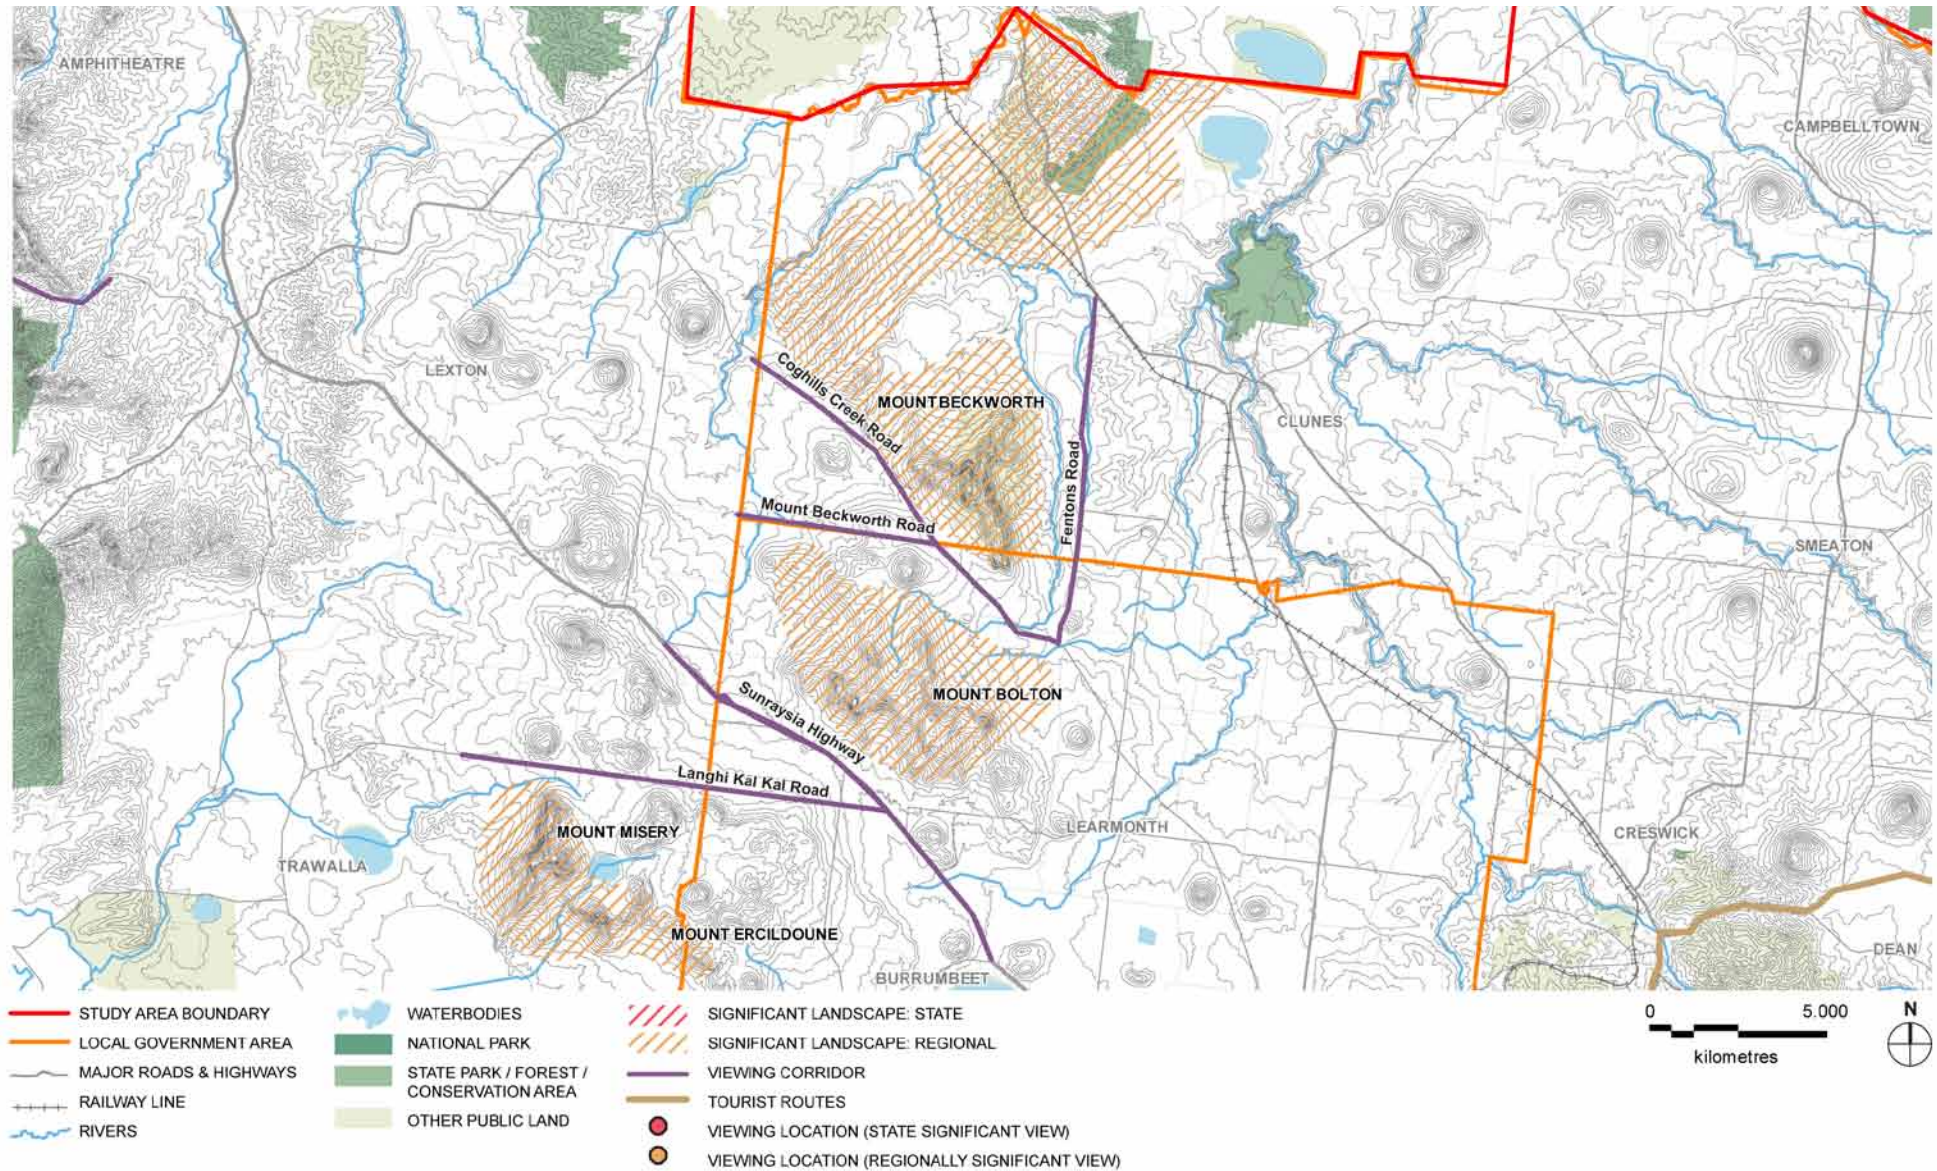 AMPHITHEATRE
CAMPBELLTOWN
LEXTON
Coghills Creek Road
MOUNT BECKWORTH
CLUNES
Fentons Road
Mount Beckworth Road
SMEATON
MOUNT BOLTON
Sunraysia Highway
Langhi Kal Kal Road
MOUNT MISERY
LEARMONTH
CRESWICK
TRAWALLA
MOUNT ERCILDOUNE
DEAN
BURRUMBEET
STUDY AREA BOUNDARY
LOCAL GOVERNMENT AREA
MAJOR ROADS & HIGHWAYS
RAILWAY LINE
RIVERS
WATERBODIES
NATIONAL PARK
STATE PARK / FOREST /
CONSERVATION AREA
OTHER PUBLIC LAND
SIGNIFICANT LANDSCAPE: STATE
SIGNIFICANT LANDSCAPE: REGIONAL
VIEWING CORRIDOR
TOURIST ROUTES
VIEWING LOCATION (STATE SIGNIFICANT VIEW)
VIEWING LOCATION (REGIONALLY SIGNIFICANT VIEW)
0 5.000
kilometres
N